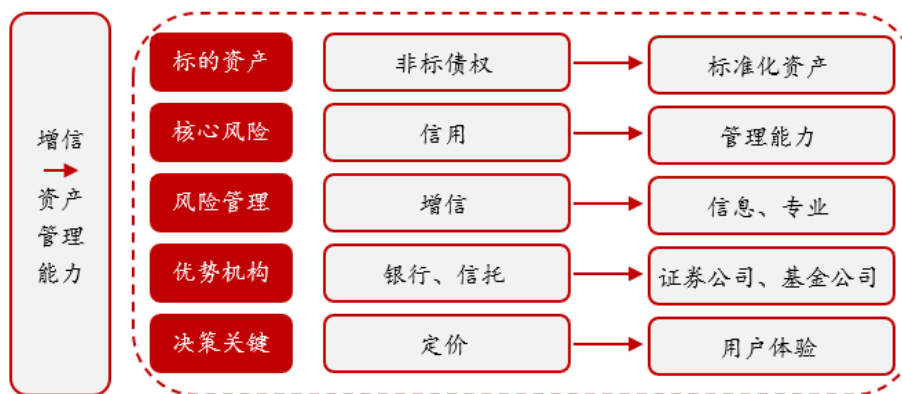 增信
资产
管理
能力
标的资产 非标债权 标准化资产
核心风险 信用 管理能力
风险管理 增信 信息、专业
优势机构 银行、信托 证券公司、基金公司
决策关键 定价 用户体验